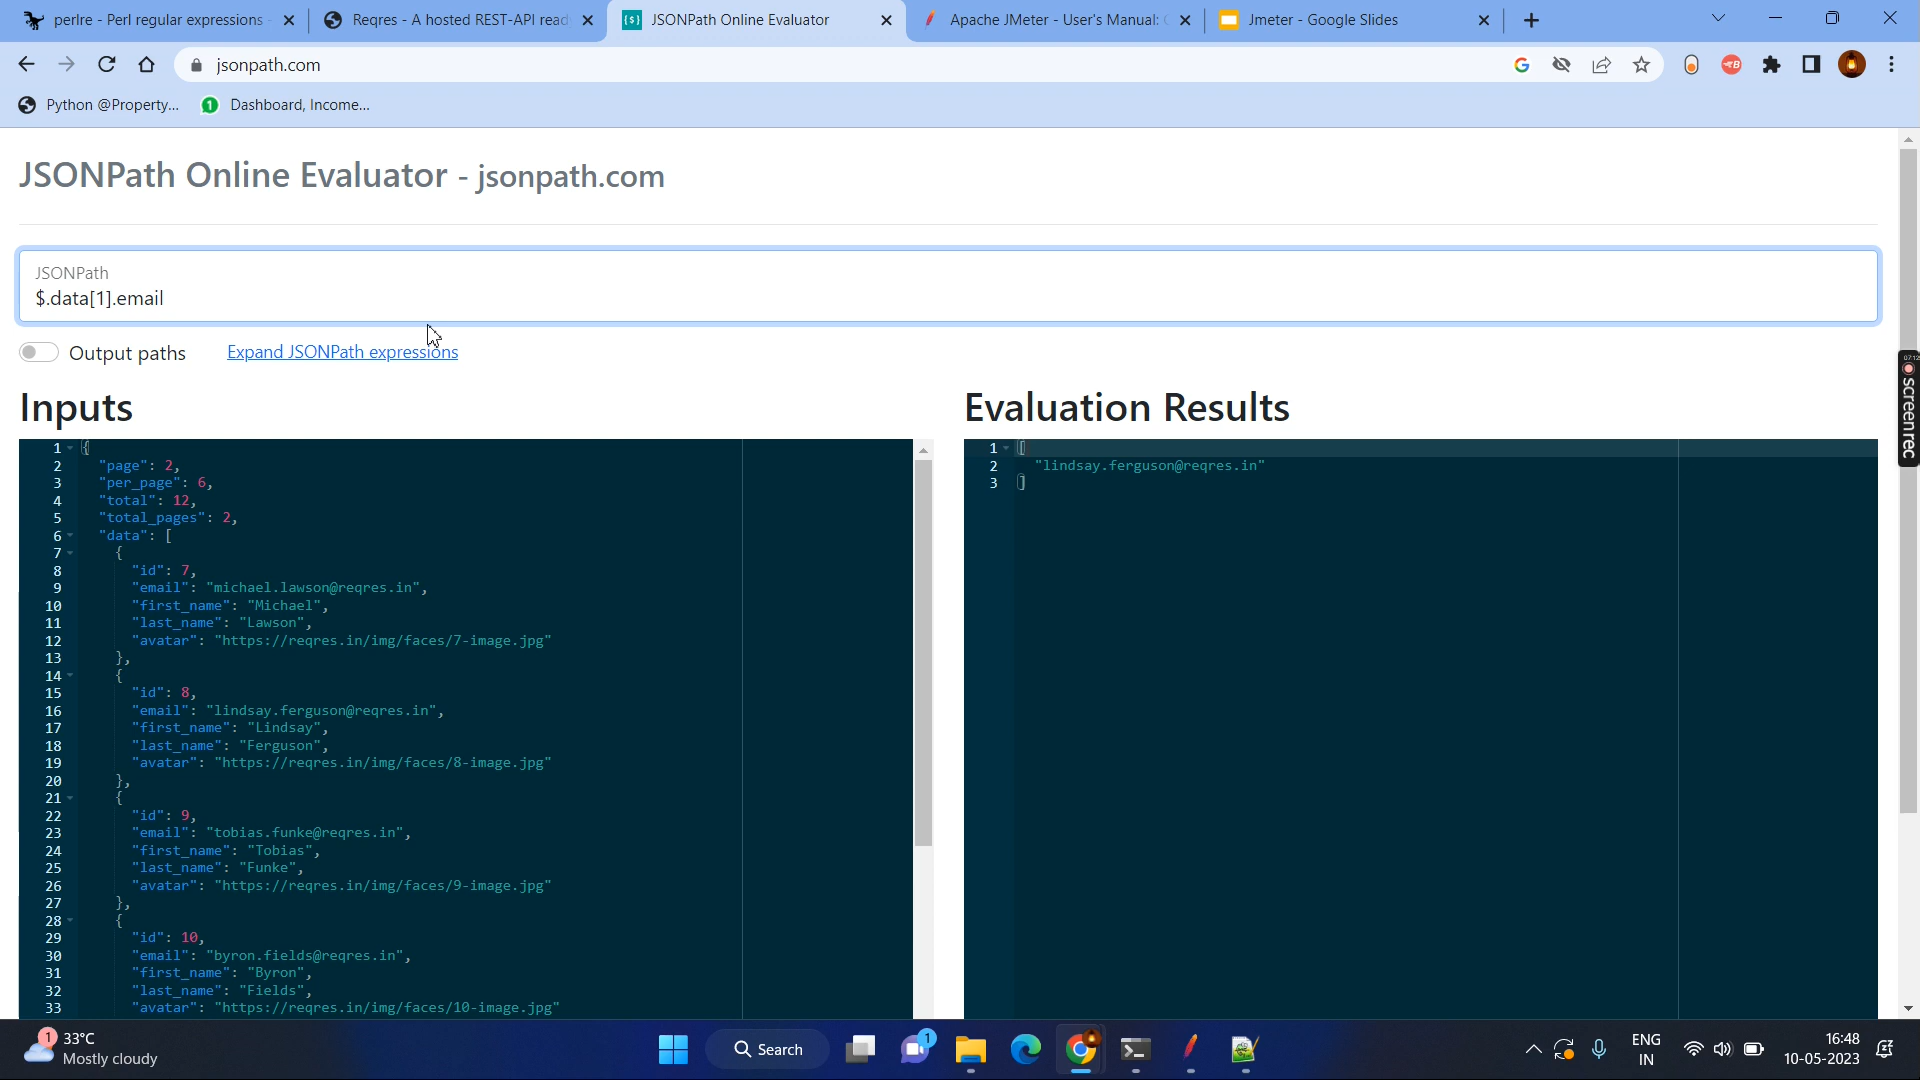 perlre - Perl regular expressions -
Reqres - A hosted REST-API read
JSONPath Online Evaluator
Apache JMeter - User's Manual:
Jmeter - Google Slides
jsonpath.com
Python @Property...
Dashboard, Income...
JSONPath Online Evaluator - jsonpath.com
JSONPath
$.data[1].email
Output paths
Expand JSONPath expressions
Inputs
Evaluation Results
1 {
2 "page": 2,
3 "per_page": 6,
4 "total": 12,
5 "total_pages": 2,
6 "data": [
7 {
8 "id": 7,
9 "email": "michael.lawson@reqres.in",
10 "first_name": "Michael",
11 "last_name": "Lawson",
12 "avatar": "https://reqres.in/img/faces/7-image.jpg"
13 },
14 {
15 "id": 8,
16 "email": "lindsay.ferguson@reqres.in",
17 "first_name": "Lindsay",
18 "last_name": "Ferguson",
19 "avatar": "https://reqres.in/img/faces/8-image.jpg"
20 },
21 {
22 "id": 9,
23 "email": "tobias.funke@reqres.in",
24 "first_name": "Tobias",
25 "last_name": "Funke",
26 "avatar": "https://reqres.in/img/faces/9-image.jpg"
27 },
28 {
29 "id": 10,
30 "email": "byron.fields@reqres.in",
31 "first_name": "Byron",
32 "last_name": "Fields",
33 "avatar": "https://reqres.in/img/faces/10-image.jpg"
1 [
2 "lindsay.ferguson@reqres.in"
3 ]
screenrec
1
33°C
Mostly cloudy
Search
1
ENG
IN
16:48
10-05-2023